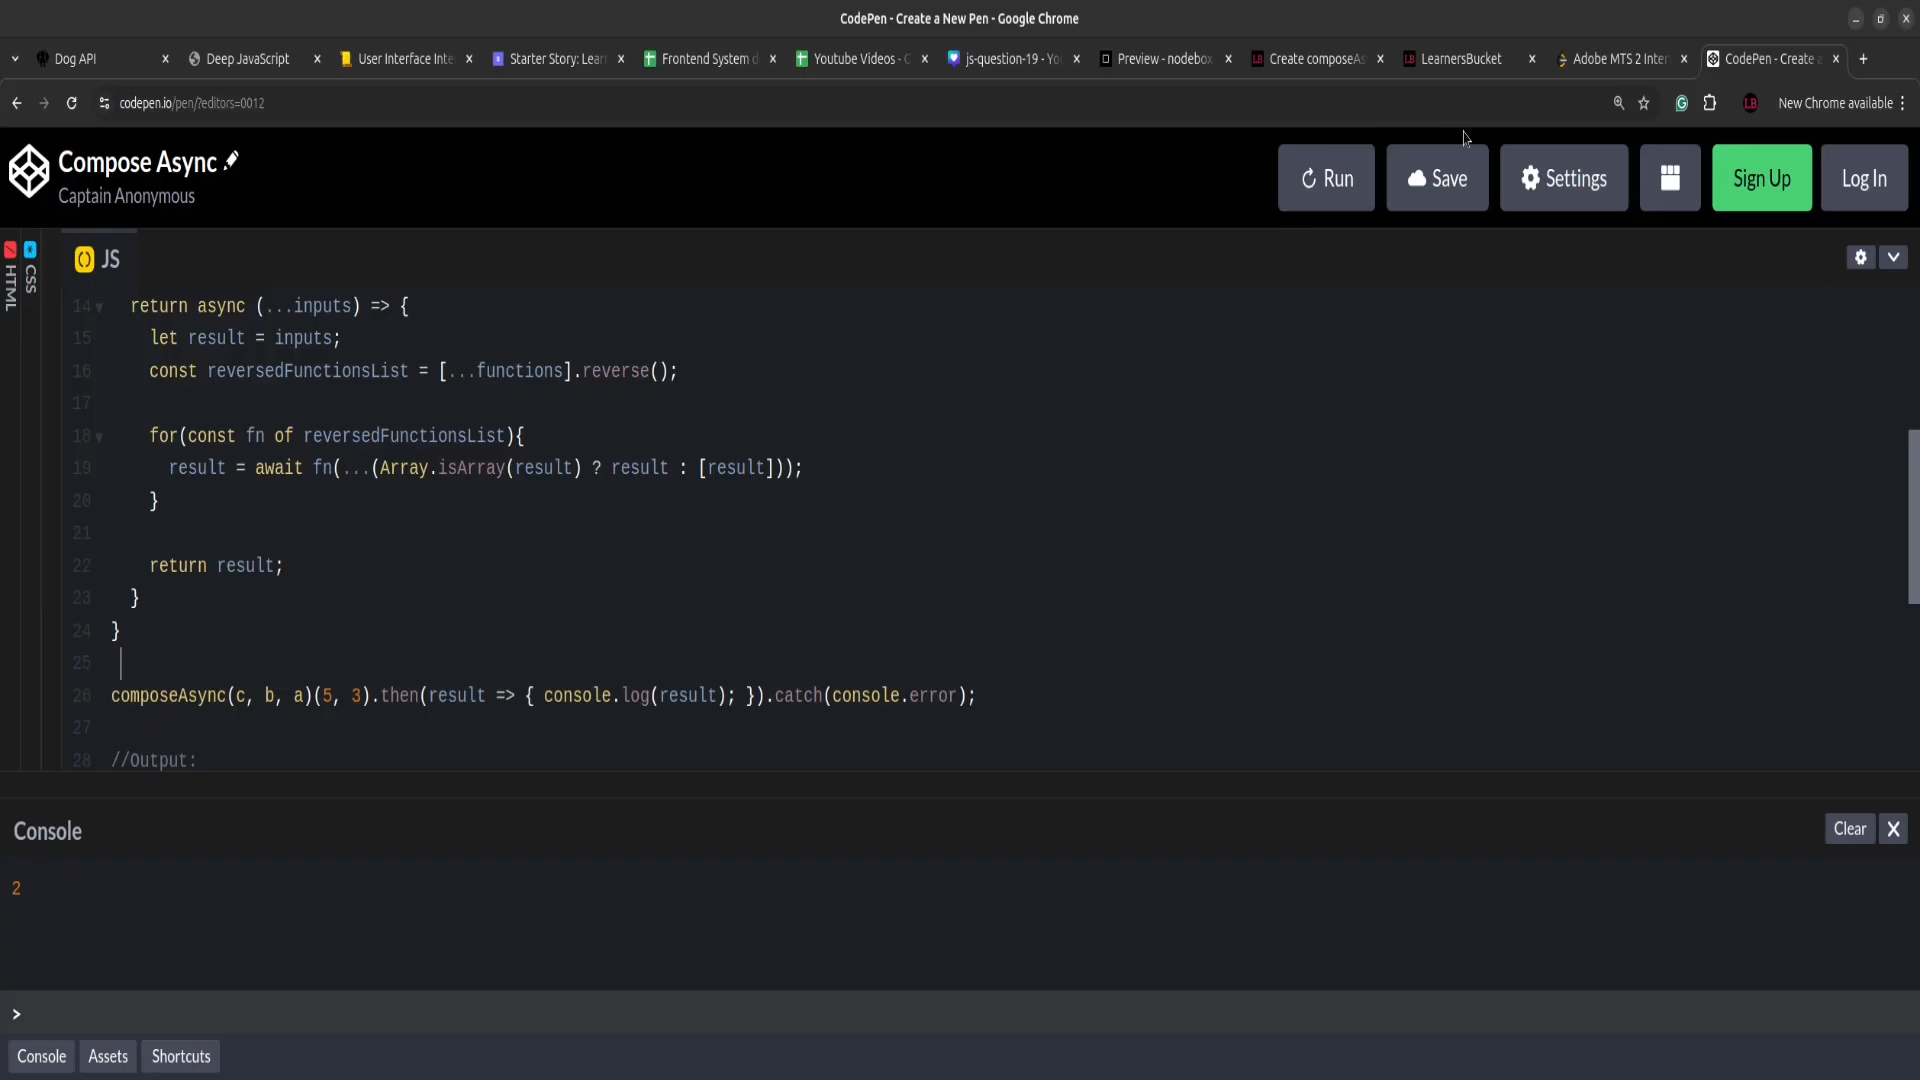 CodePen - Create a New Pen - Google Chrome
Dog API
Deep JavaScript
User Interface Inte
Starter Story: Lear
Frontend System d
Youtube Videos - C
js-question-19 - Yo
Preview - nodebox
Create composeAs
LearnersBucket
Adobe MTS 2 Inter
CodePen - Create a
codepen.io/pen/?editors=0012
LB
New Chrome available
Compose Async
Captain Anonymous
Run
Save
Settings
Sign Up
Log In
HTML
CSS
JS
14 return async (...inputs) => {
15 let result = inputs;
16 const reversedFunctionsList = [...functions].reverse();
17
18 for(const fn of reversedFunctionsList){
19 result = await fn(...(Array.isArray(result) ? result : [result]));
20 }
21
22 return result;
23 }
24 }
25
26 composeAsync(c, b, a)(5, 3).then(result => { console.log(result); }).catch(console.error);
27
28 //Output:
Console
Clear X
2
>
Console Assets Shortcuts